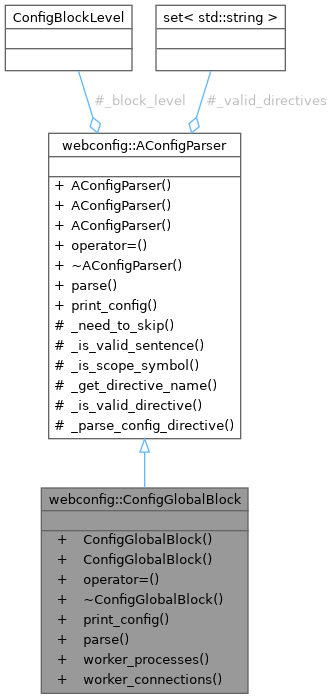 ConfigBlockLevel
set< std::string >
#_block_level
#_valid_directives
webconfig::AConfigParser
+ AConfigParser()
+ AConfigParser()
+ AConfigParser()
+ operator=()
+ ~AConfigParser()
+ parse()
+ print_config()
# _need_to_skip()
# _is_valid_sentence()
# _is_scope_symbol()
# _get_directive_name()
# _is_valid_directive()
# _parse_config_directive()
webconfig::ConfigGlobalBlock
+ ConfigGlobalBlock()
+ ConfigGlobalBlock()
+ operator=()
+ ~ConfigGlobalBlock()
+ print_config()
+ parse()
+ worker_processes()
+ worker_connections()